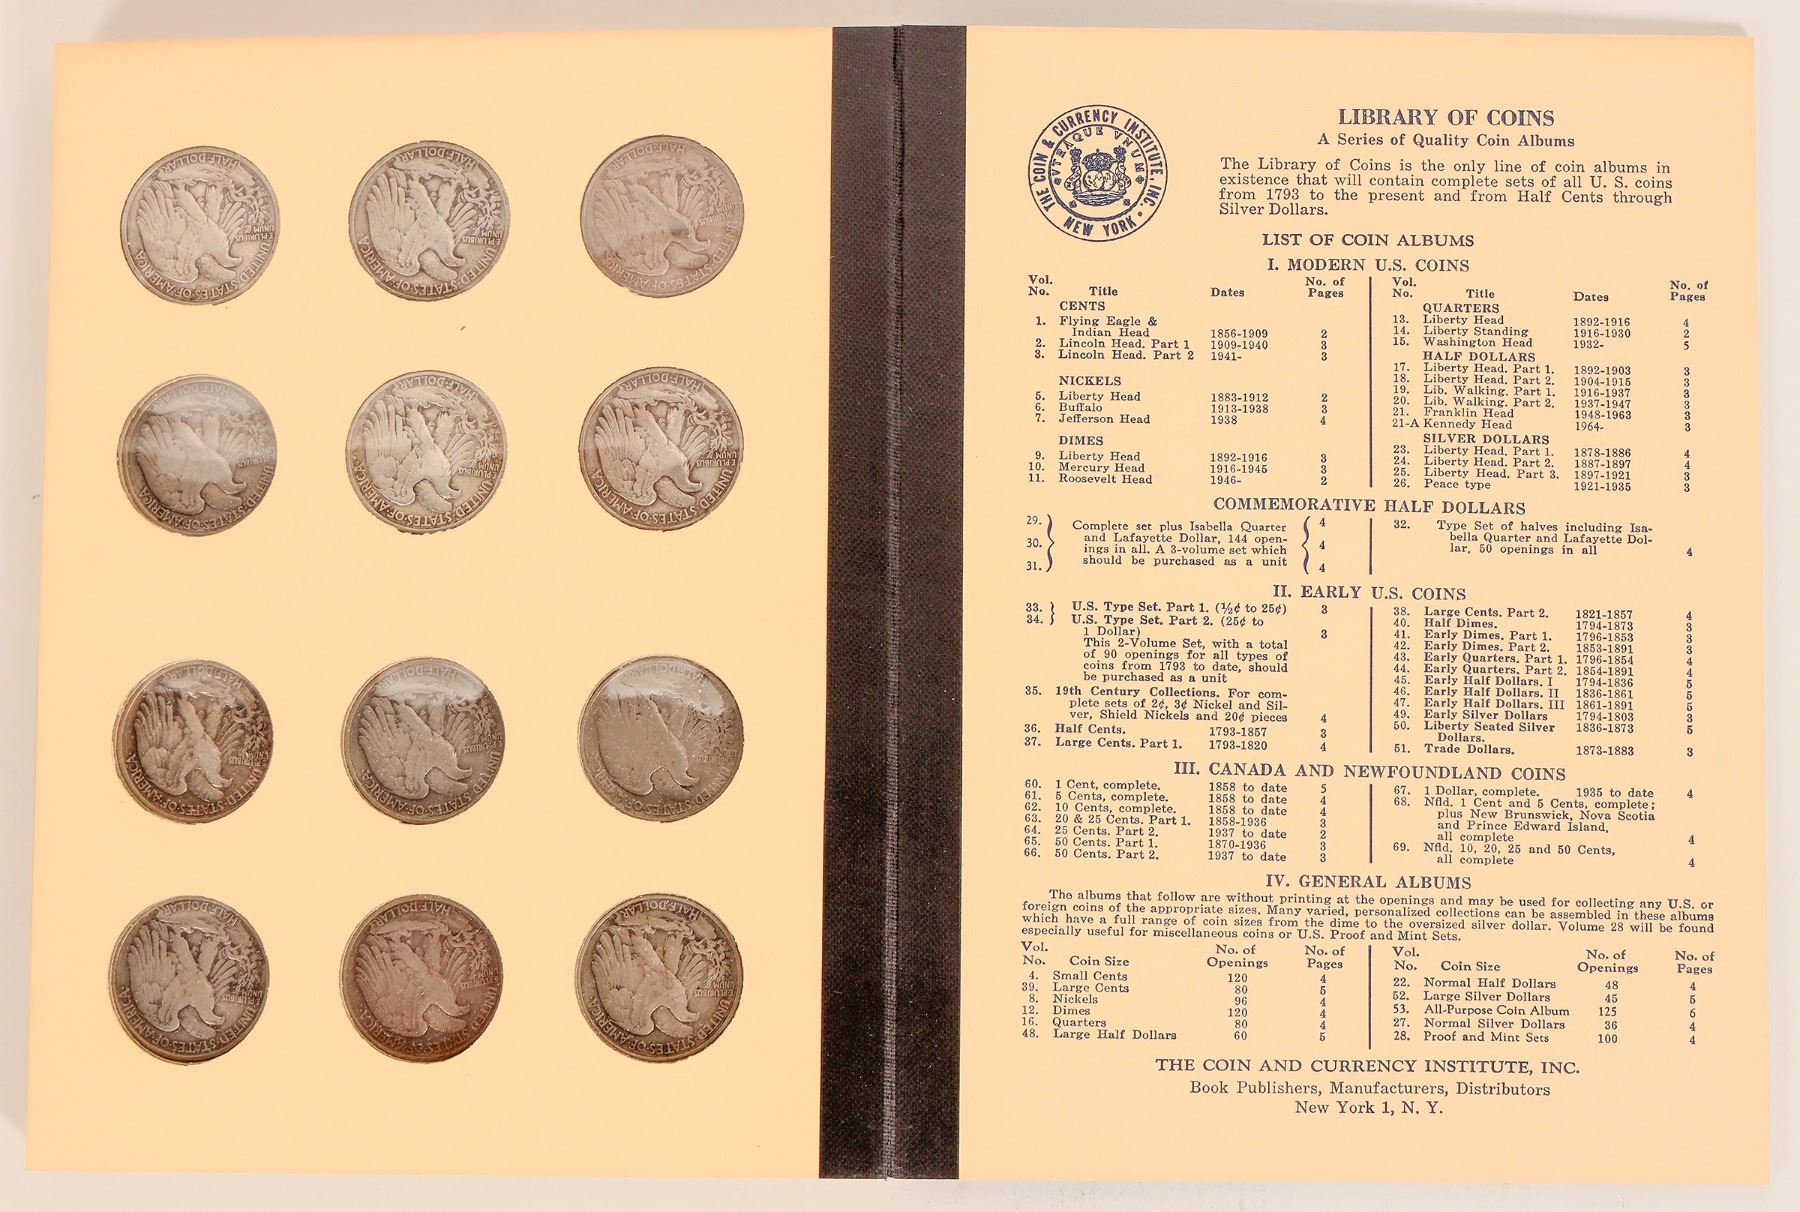 THE COIN & CURRENCY INSTITUTE, INC. • NEW YORK •
VTRAQUE VNUM
LIBRARY OF COINS
A Series of Quality Coin Albums
The Library of Coins is the only line of coin albums in
existence that will contain complete sets of all U. S. coins
from 1793 to the present and from Half Cents through
Silver Dollars.
LIST OF COIN ALBUMS
I. MODERN U.S. COINS
Vol. No. Title Dates No. of Pages
CENTS
1. Flying Eagle &
Indian Head 1856-1909 2
2. Lincoln Head. Part 1 1909-1940 3
3. Lincoln Head. Part 2 1941- 3
NICKELS
5. Liberty Head 1883-1912 2
6. Buffalo 1913-1938 3
7. Jefferson Head 1938 4
DIMES
9. Liberty Head 1892-1916 3
10. Mercury Head 1916-1945 3
11. Roosevelt Head 1946- 2
Vol. No. Title Dates No. of Pages
QUARTERS
13. Liberty Head 1892-1916 4
14. Liberty Standing 1916-1930 2
15. Washington Head 1932- 5
HALF DOLLARS
17. Liberty Head. Part 1. 1892-1903 3
18. Liberty Head. Part 2. 1904-1915 3
19. Lib. Walking. Part 1. 1916-1937 3
20. Lib. Walking. Part 2. 1937-1947 3
21. Franklin Head 1948-1963 3
21-A Kennedy Head 1964- 3
SILVER DOLLARS
23. Liberty Head. Part 1. 1878-1886 4
24. Liberty Head. Part 2. 1887-1897 4
25. Liberty Head. Part 3. 1897-1921 3
26. Peace type 1921-1935 3
COMMEMORATIVE HALF DOLLARS
29. 30. 31.
Complete set plus Isabella Quarter 4
and Lafayette Dollar, 144 open-
ings in all. A 3-volume set which 4
should be purchased as a unit 4
32. Type Set of halves including Isa-
bella Quarter and Lafayette Dol-
lar, 50 openings in all 4
II. EARLY U.S. COINS
33. U.S. Type Set. Part 1. (½¢ to 25¢) 3
34. U.S. Type Set. Part 2. (25¢ to
1 Dollar) 3
This 2-Volume Set, with a total
of 90 openings for all types of
coins from 1793 to date, should
be purchased as a unit
35. 19th Century Collections. For com-
plete sets of 2¢, 3¢ Nickel and Sil-
ver, Shield Nickels and 20¢ pieces 4
36. Half Cents. 1793-1857 3
37. Large Cents. Part 1. 1793-1820 4
38. Large Cents. Part 2. 1821-1857 4
40. Half Dimes. 1794-1873 3
41. Early Dimes. Part 1. 1796-1853 3
42. Early Dimes. Part 2. 1853-1891 3
43. Early Quarters. Part 1. 1796-1854 4
44. Early Quarters. Part 2. 1854-1891 4
45. Early Half Dollars. I 1794-1836 5
46. Early Half Dollars. II 1836-1861 5
47. Early Half Dollars. III 1861-1891 5
49. Early Silver Dollars 1794-1803 3
50. Liberty Seated Silver 1836-1873 5
Dollars.
51. Trade Dollars. 1873-1883 3
III. CANADA AND NEWFOUNDLAND COINS
60. 1 Cent, complete. 1858 to date 5
61. 5 Cents, complete. 1858 to date 4
62. 10 Cents, complete. 1858 to date 4
63. 20 & 25 Cents. Part 1. 1858-1936 3
64. 25 Cents. Part 2. 1937 to date 2
65. 50 Cents. Part 1. 1870-1936 3
66. 50 Cents. Part 2. 1937 to date 3
67. 1 Dollar, complete. 1935 to date 4
68. Nfld. 1 Cent and 5 Cents, complete;
plus New Brunswick, Nova Scotia
and Prince Edward Island,
all complete 4
69. Nfld. 10, 20, 25 and 50 Cents,
all complete 4
IV. GENERAL ALBUMS
The albums that follow are without printing at the openings and may be used for collecting any U.S. or
foreign coins of the appropriate sizes. Many varied, personalized collections can be assembled in these albums
which have a full range of coin sizes from the dime to the oversized silver dollar. Volume 28 will be found
especially useful for miscellaneous coins or U.S. Proof and Mint Sets.
Vol. No. Coin Size No. of Openings No. of Pages
4. Small Cents 120 4
39. Large Cents 80 5
8. Nickels 96 4
12. Dimes 120 4
16. Quarters 80 4
48. Large Half Dollars 60 5
Vol. No. Coin Size No. of Openings No. of Pages
22. Normal Half Dollars 48 4
52. Large Silver Dollars 45 5
53. All-Purpose Coin Album 125 6
27. Normal Silver Dollars 36 4
28. Proof and Mint Sets 100 4
THE COIN AND CURRENCY INSTITUTE, INC.
Book Publishers, Manufacturers, Distributors
New York 1, N. Y.
UNITED·STATES·OF·AMERICA
HALF·DOLLAR
E·PLURIBUS
UNUM